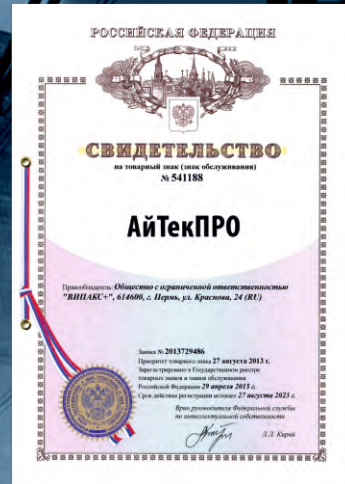 РОССИЙСКАЯ ФЕДЕРАЦИЯ
СВИДЕТЕЛЬСТВО
на товарный знак (знак обслуживания)
№ 541188
АйТекПРО
Правообладатель: Общество с ограниченной ответственностью
"ВИПАКС+", 614600, г. Пермь, ул. Краснова, 24 (RU)
Заявка № 2013729486
Приоритет товарного знака 27 августа 2013 г.
Зарегистрировано в Государственном реестре
товарных знаков и знаков обслуживания
Российской Федерации 29 апреля 2015 г.
Срок действия регистрации истекает 27 августа 2023 г.
Врио руководителя Федеральной службы
по интеллектуальной собственности
Л.Л. Кирий